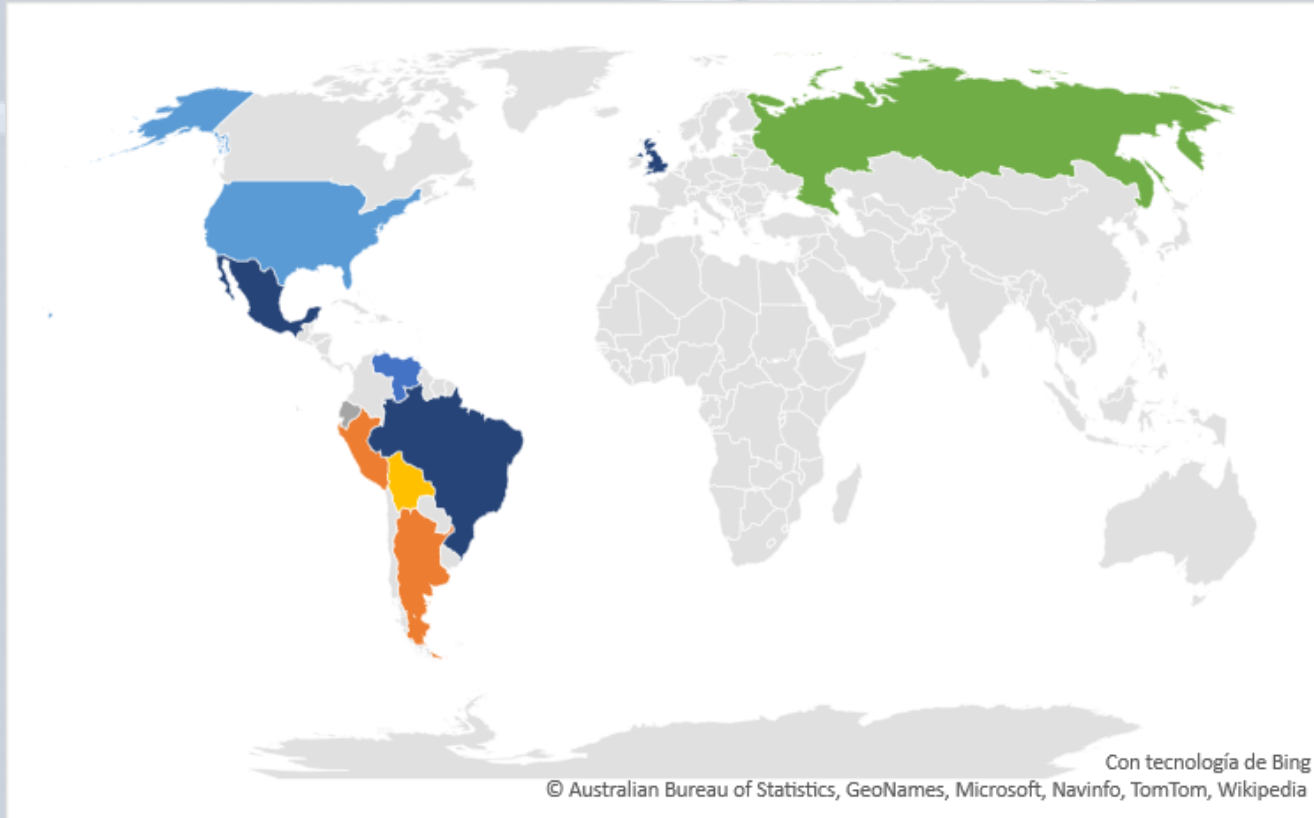 Con tecnología de Bing
© Australian Bureau of Statistics, GeoNames, Microsoft, Navinfo, TomTom, Wikipedia